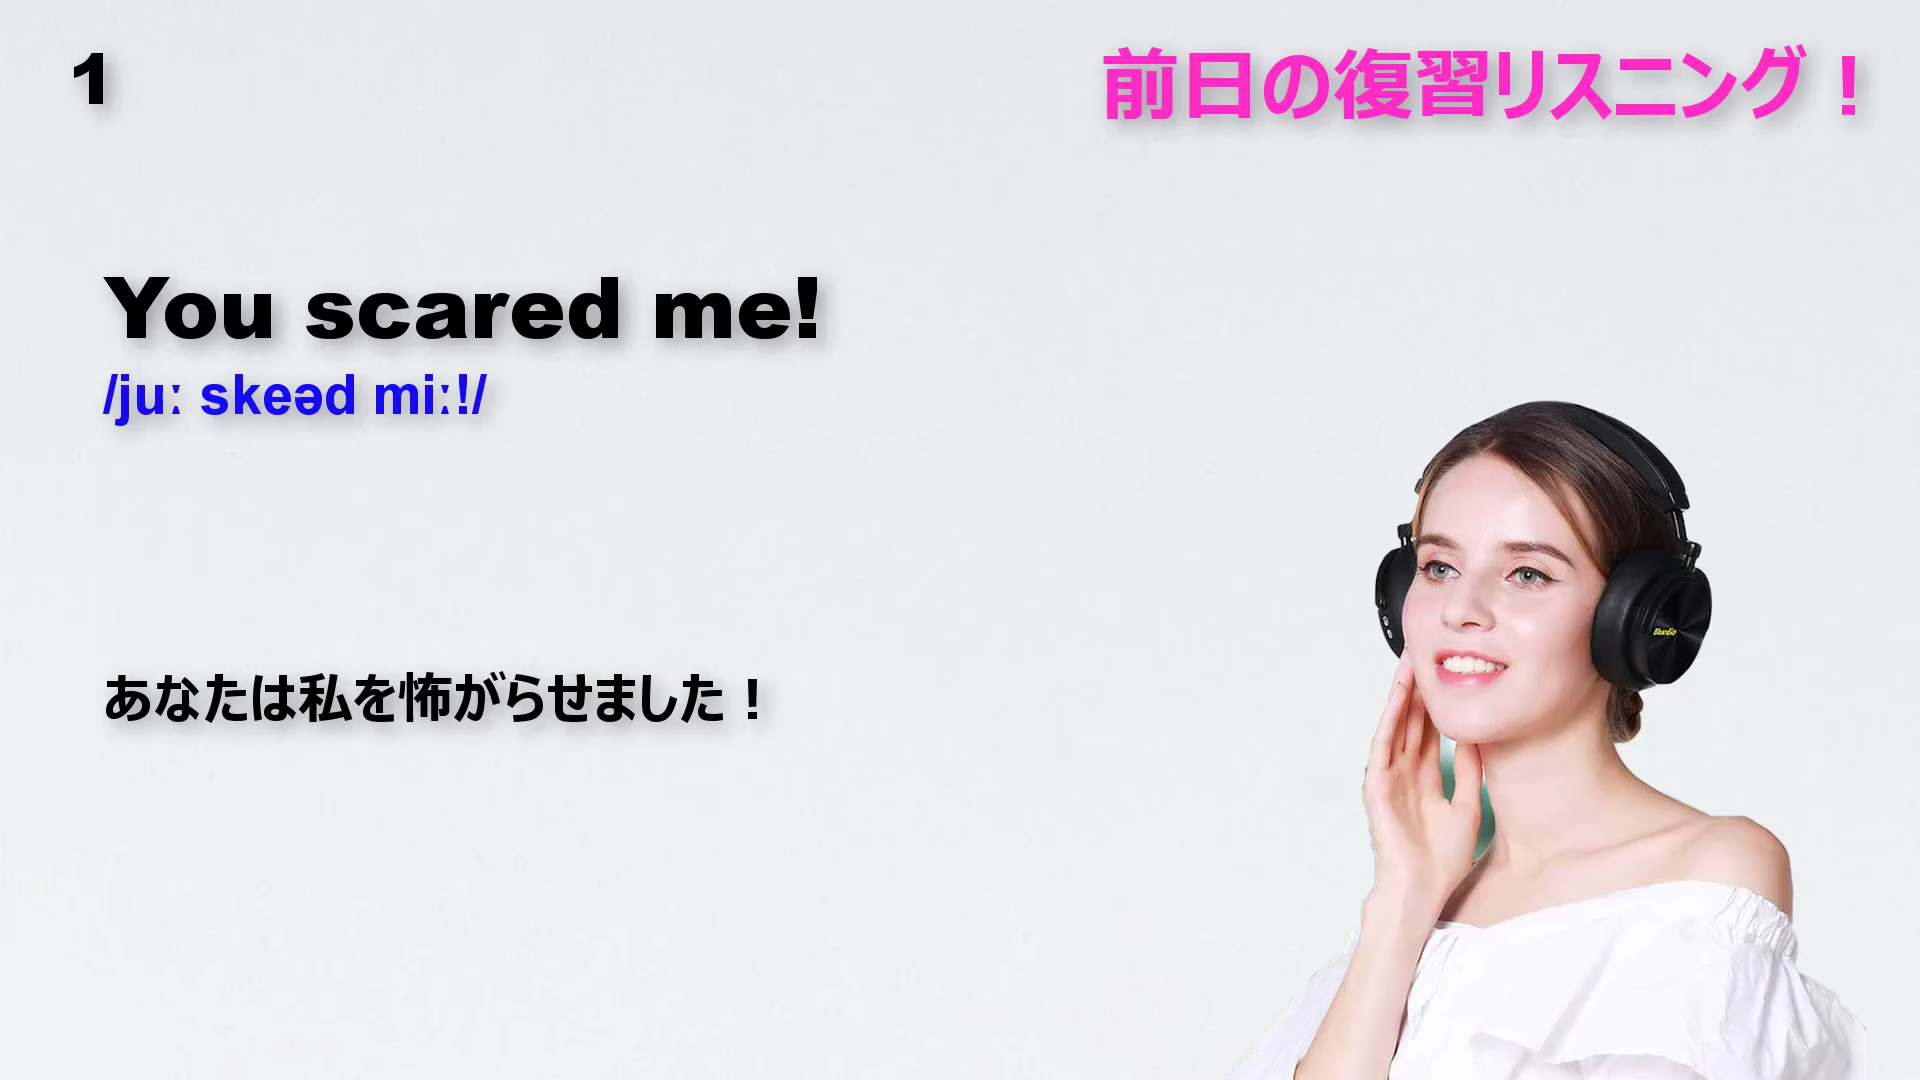 1
前日の復習リスニング！
You scared me!
/juː skeəd miː!/
あなたは私を怖がらせました！
Bluedio